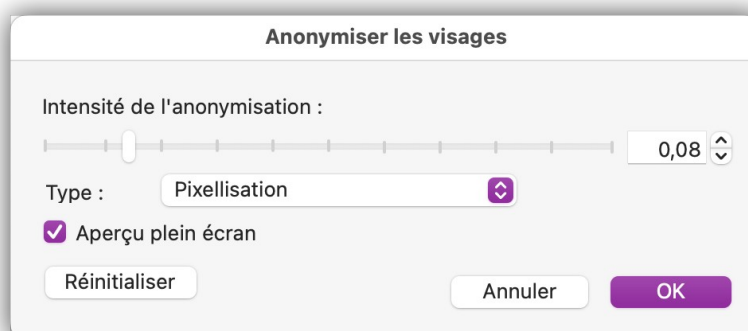 Anonymiser les visages
Intensité de l'anonymisation :
0,08
Type : Pixellisation
Aperçu plein écran
Réinitialiser Annuler OK